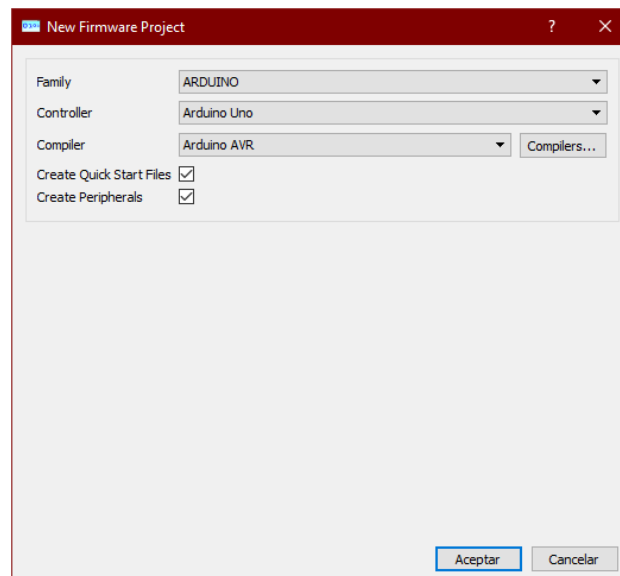 New Firmware Project
Family ARDUINO
Controller Arduino Uno
Compiler Arduino AVR Compilers...
Create Quick Start Files
Create Peripherals
Aceptar Cancelar